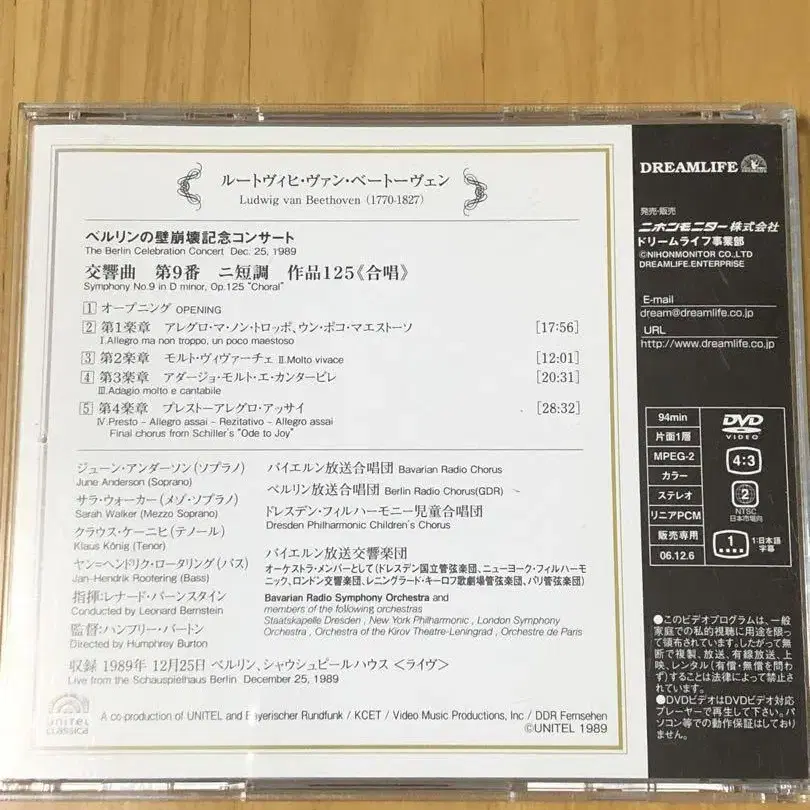 ルートヴィヒ・ヴァン・ベートーヴェン
Ludwig van Beethoven (1770-1827)
ベルリンの壁崩壊記念コンサート
The Berlin Celebration Concert Dec. 25, 1989
交響曲 第9番 ニ短調 作品125《合唱》
Symphony No.9 in D minor, Op.125 "Choral"
1 オープニング OPENING
2 第1楽章 アレグロ・マ・ノン・トロッポ、ウン・ポコ・マエストーソ [17:56]
I.Allegro ma non troppo, un poco maestoso
3 第2楽章 モルト・ヴィヴァーチェ II.Molto vivace [12:01]
4 第3楽章 アダージョ・モルト・エ・カンタービレ [20:31]
III.Adagio molto e cantabile
5 第4楽章 プレストーアレグロ・アッサイ [28:32]
IV.Presto - Allegro assai - Rezitativo - Allegro assai
Final chorus from Schiller's "Ode to Joy"
ジューン・アンダーソン(ソプラノ)
June Anderson (Soprano)
サラ・ウォーカー(メゾ・ソプラノ)
Sarah Walker (Mezzo Soprano)
クラウス・ケーニヒ(テノール)
Klaus König (Tenor)
ヤン=ヘンドリク・ロータリング(バス)
Jan-Hendrik Rootering (Bass)
指揮:レナード・バーンスタイン
Conducted by Leonard Bernstein
監督:ハンフリー・バートン
Directed by Humphrey Burton
バイエルン放送合唱団 Bavarian Radio Chorus
ベルリン放送合唱団 Berlin Radio Chorus(GDR)
ドレスデン・フィルハーモニー児童合唱団
Dresden Philharmonic Children's Chorus
バイエルン放送交響楽団
オーケストラ・メンバーとして(ドレスデン国立管弦楽団、ニューヨーク・フィルハーモ
ニック、ロンドン交響楽団、レニングラード・キーロフ歌劇場管弦楽団、パリ管弦楽団)
Bavarian Radio Symphony Orchestra and
members of the following orchestras
Staatskapelle Dresden , New York Philharmonic , London Symphony
Orchestra , Orchestra of the Kirov Theatre-Leningrad , Orchestre de Paris
収録 1989年 12月25日 ベルリン、シャウシュピールハウス <ライヴ>
Live from the Schauspielhaus Berlin December 25, 1989
UNITEL
CLASSICA
A co-production of UNITEL and Bayerischer Rundfunk / KCET / Video Music Productions, Inc / DDR Fernsehen
©UNITEL 1989
DREAMLIFE
発売・販売
ニホンモニター株式会社
ドリームライフ事業部
©NIHONMONITOR CO.,LTD
DREAMLIFE.ENTERPRISE
E-mail
dream@dreamlife.co.jp
URL
http://www.dreamlife.co.jp
94min
片面1層
MPEG-2
カラー
ステレオ
リニアPCM
販売専用
06.12.6
DVD
VIDEO
4:3
2
NTSC
日本市場向
1
1:日本語
字幕
●このビデオプログラムは、一般
家庭での私的視聴に用途を限っ
て領布されています。したがって無
断で複製、放送、有線放送、上
映、レンタル(有償・無償を問わ
ず)することは法律によって禁止さ
れています。
●DVDビデオはDVDビデオ対応
プレーヤーで再生して下さい。パ
ソコン等での動作保証はしており
ません。